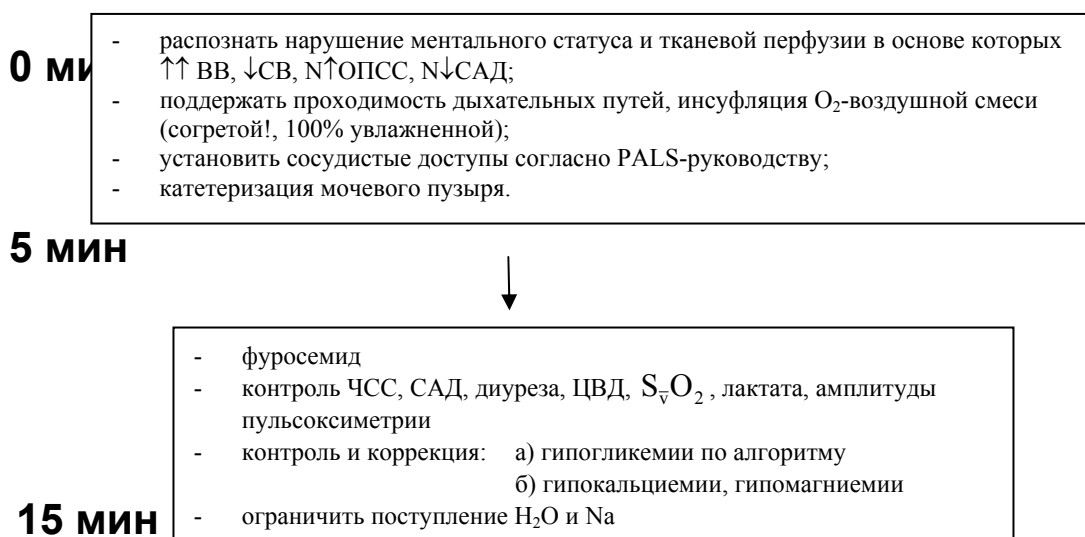 0 ми
- распознать нарушение ментального статуса и тканевой перфузии в основе которых
↑↑ ВВ, ↓СВ, N↑ОПСС, N↓САД;
- поддержать проходимость дыхательных путей, инсуфляция O₂-воздушной смеси
(согретой!, 100% увлажненной);
- установить сосудистые доступы согласно PALS-руководству;
- катетеризация мочевого пузыря.
5 мин
- фуросемид
- контроль ЧСС, САД, диуреза, ЦВД, Sv̅O₂ , лактата, амплитуды
пульсоксиметрии
- контроль и коррекция: а) гипогликемии по алгоритму
б) гипокальциемии, гипомагниемии
15 мин
- ограничить поступление H₂O и Na